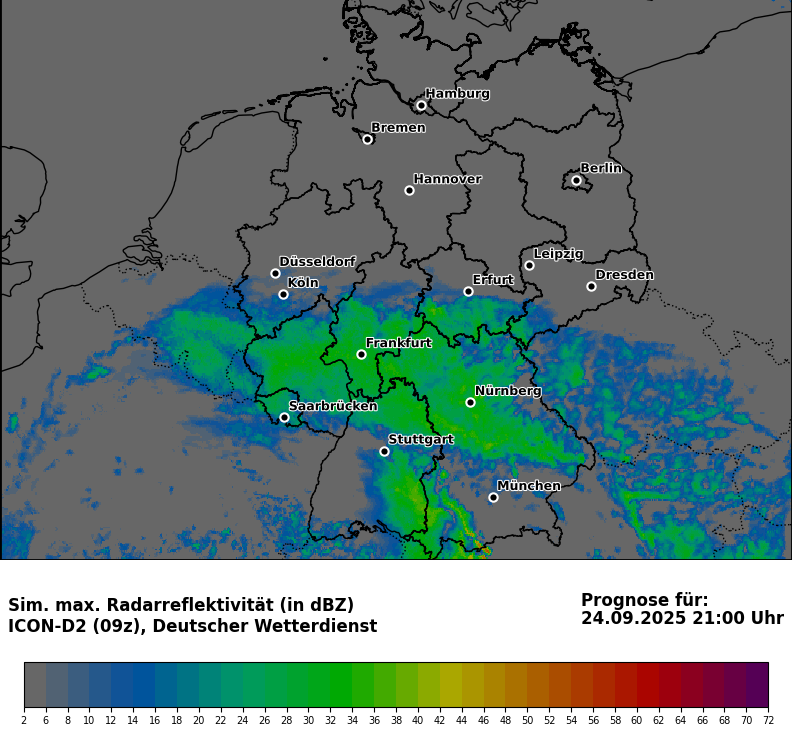 Hamburg
Bremen
Berlin
Hannover
Leipzig
Düsseldorf
Dresden
Köln
Erfurt
Frankfurt
Nürnberg
Saarbrücken
Stuttgart
München
Sim. max. Radarreflektivität (in dBZ)
ICON-D2 (09z), Deutscher Wetterdienst
Prognose für:
24.09.2025 21:00 Uhr
2 6 8 10 12 14 16 18 20 22 24 26 28 30 32 34 36 38 40 42 44 46 48 50 52 54 56 58 60 62 64 66 68 70 72